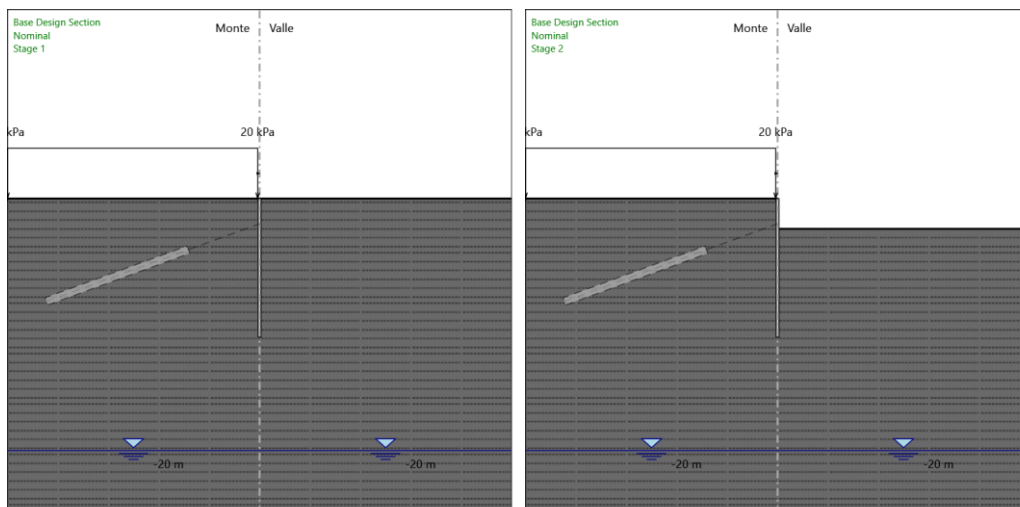 Base Design Section
Nominal
Stage 1
Monte
Valle
kPa
20 kPa
-20 m
-20 m
Base Design Section
Nominal
Stage 2
Monte
Valle
kPa
20 kPa
-20 m
-20 m